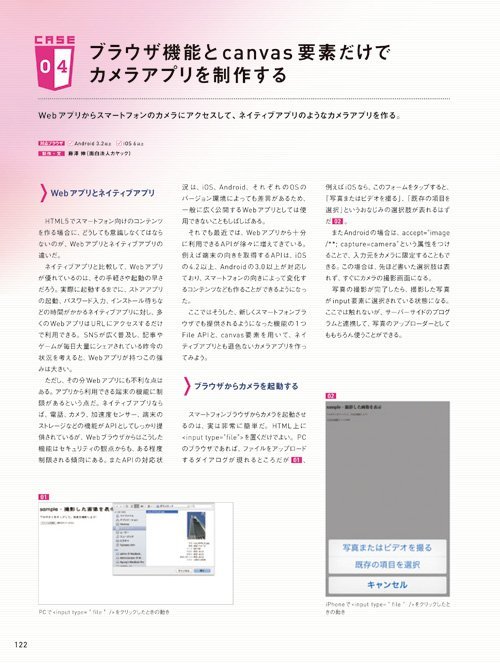 CASE
04
ブラウザ機能とcanvas要素だけで
カメラアプリを制作する
Webアプリからスマートフォンのカメラにアクセスして、ネイティブアプリのようなカメラアプリを作る。
対応ブラウザ Android 3.2以上 iOS 6以上
制作・文 藤澤 伸(面白法人カヤック)
Webアプリとネイティブアプリ
HTML5でスマートフォン向けのコンテンツ
を作る場合に、どうしても意識しなくてはなら
ないのが、Webアプリとネイティブアプリの
違いだ。
ネイティブアプリと比較して、Webアプリ
が優れているのは、その手軽さや起動の早さ
だろう。実際に起動するまでに、ストアアプリ
の起動、パスワード入力、インストール待ちな
どの時間がかかるネイティブアプリに対し、多
くのWebアプリはURLにアクセスするだけ
で利用できる。SNSが広く普及し、記事や
ゲームが毎日大量にシェアされている昨今の
状況を考えると、Webアプリが持つこの強
みは大きい。
ただし、その分Webアプリにも不利な点は
ある。アプリから利用できる端末の機能に制
限があるという点だ。ネイティブアプリなら
ば、電話、カメラ、加速度センサー、端末の
ストレージなどの機能がAPIとしてしっかり提
供されているが、Webブラウザからはこうした
機能はセキュリティの観点からも、ある程度
制限される傾向にある。またAPIの対応状
況は、iOS、Android、それぞれのOSの
バージョン環境によっても差異があるため、
一般に広く公開するWebアプリとしては使
用できないこともしばしばある。
それでも最近では、Webアプリから十分
に利用できるAPIが徐々に増えてきている。
例えば端末の向きを取得するAPIは、iOS
の4.2以上、Androidの3.0以上が対応し
ており、スマートフォンの向きによって変化す
るコンテンツなども作ることができるようになっ
た。
ここではそうした、新しくスマートフォンブラ
ウザでも提供されるようになった機能の1つ
File APIと、canvas要素を用いて、ネイ
ティブアプリとも遜色ないカメラアプリを作っ
てみよう。
ブラウザからカメラを起動する
スマートフォンブラウザからカメラを起動させ
るのは、実は非常に簡単だ。HTML上に
<input type="file">を置くだけでよい。PC
のブラウザであれば、ファイルをアップロード
するダイアログが現れるところだが 01 、
例えばiOSなら、このフォームをタップすると、
「写真またはビデオを撮る」、「既存の項目を
選択」というおなじみの選択肢が表れるはず
だ 02 。
またAndroidの場合は、accept="image
/*"; capture=cameraˮという属性をつけ
ることで、入力元をカメラに限定することもで
きる。この場合は、先ほど書いた選択肢は表
れず、すぐにカメラの撮影画面になる。
写真の撮影が完了したら、撮影した写真
がinput要素に選択されている状態になる。
ここでは触れないが、サーバーサイドのプログ
ラムと連携して、写真のアップローダーとして
ももちろん使うことができる。
01
sample - 撮影した画像を表示
PCで<input type="file" />をクリックしたときの動き
02
sample - 撮影した画像を表示
写真またはビデオを撮る
既存の項目を選択
キャンセル
iPhoneで<input type="file" />をクリックしたと
きの動き
122